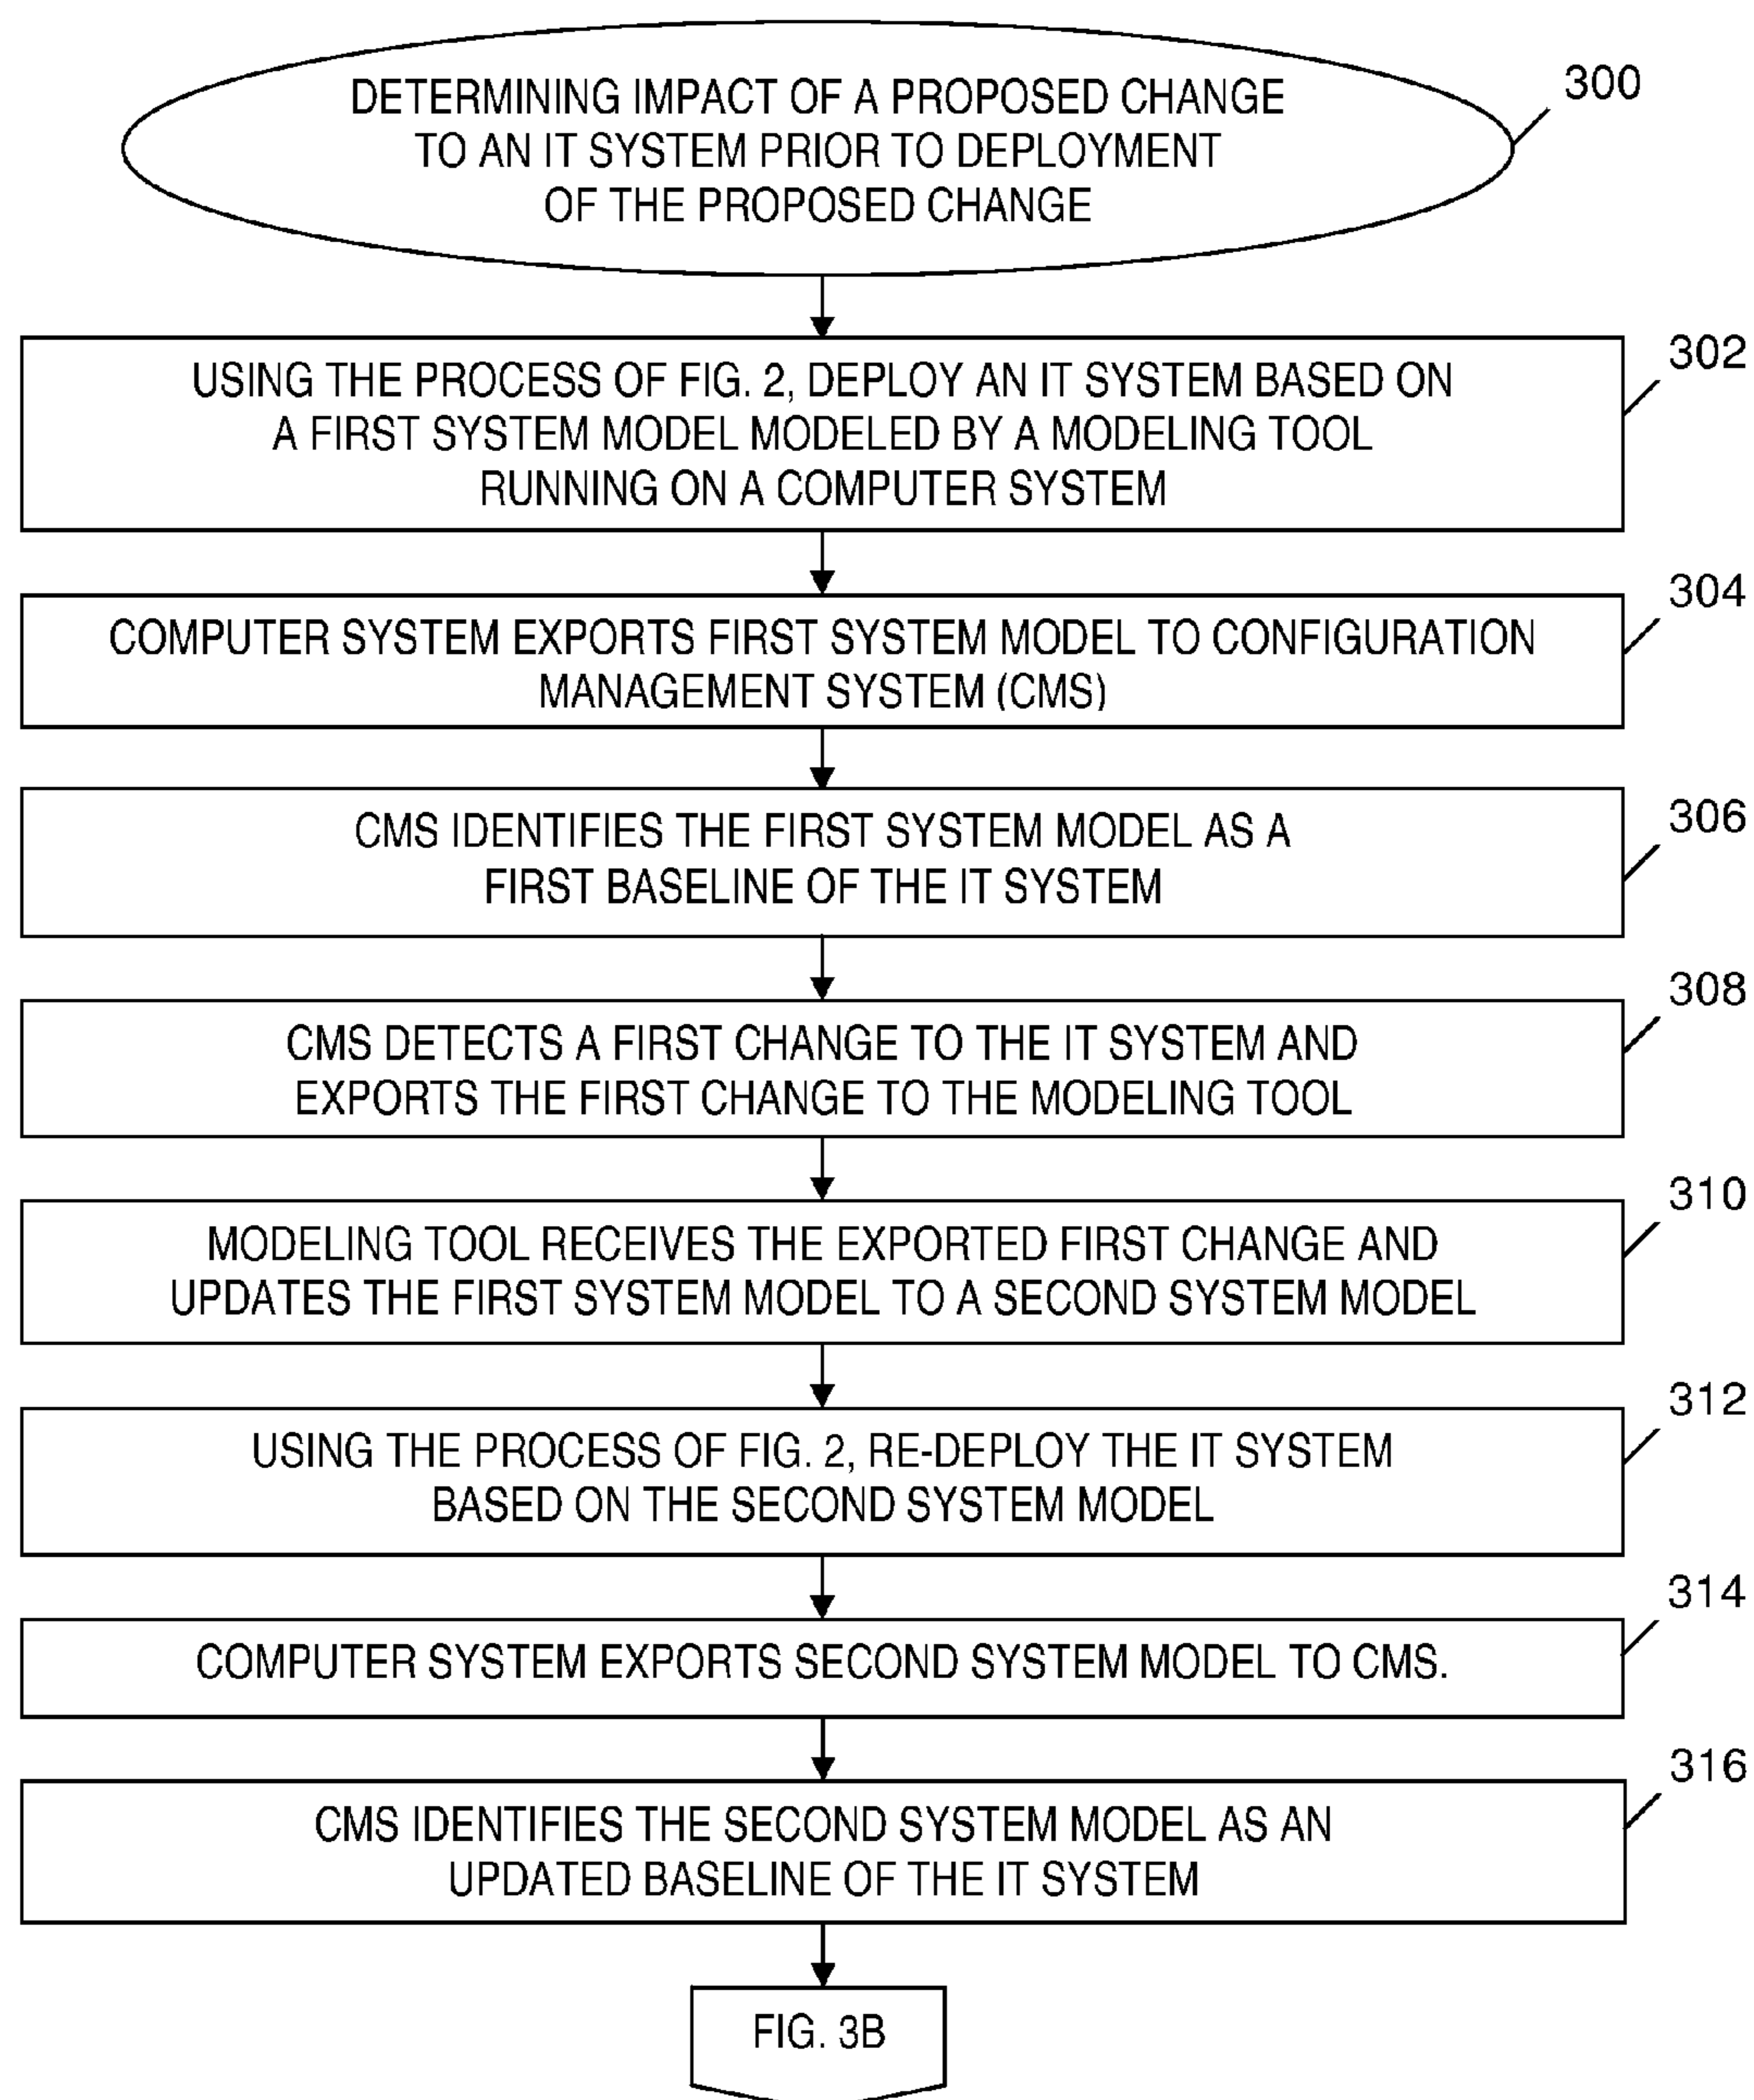 DETERMINING IMPACT OF A PROPOSED CHANGE
TO AN IT SYSTEM PRIOR TO DEPLOYMENT
OF THE PROPOSED CHANGE
300
USING THE PROCESS OF FIG. 2, DEPLOY AN IT SYSTEM BASED ON
A FIRST SYSTEM MODEL MODELED BY A MODELING TOOL
RUNNING ON A COMPUTER SYSTEM
302
COMPUTER SYSTEM EXPORTS FIRST SYSTEM MODEL TO CONFIGURATION
MANAGEMENT SYSTEM (CMS)
304
CMS IDENTIFIES THE FIRST SYSTEM MODEL AS A
FIRST BASELINE OF THE IT SYSTEM
306
CMS DETECTS A FIRST CHANGE TO THE IT SYSTEM AND
EXPORTS THE FIRST CHANGE TO THE MODELING TOOL
308
MODELING TOOL RECEIVES THE EXPORTED FIRST CHANGE AND
UPDATES THE FIRST SYSTEM MODEL TO A SECOND SYSTEM MODEL
310
USING THE PROCESS OF FIG. 2, RE-DEPLOY THE IT SYSTEM
BASED ON THE SECOND SYSTEM MODEL
312
COMPUTER SYSTEM EXPORTS SECOND SYSTEM MODEL TO CMS.
314
CMS IDENTIFIES THE SECOND SYSTEM MODEL AS AN
UPDATED BASELINE OF THE IT SYSTEM
316
FIG. 3B